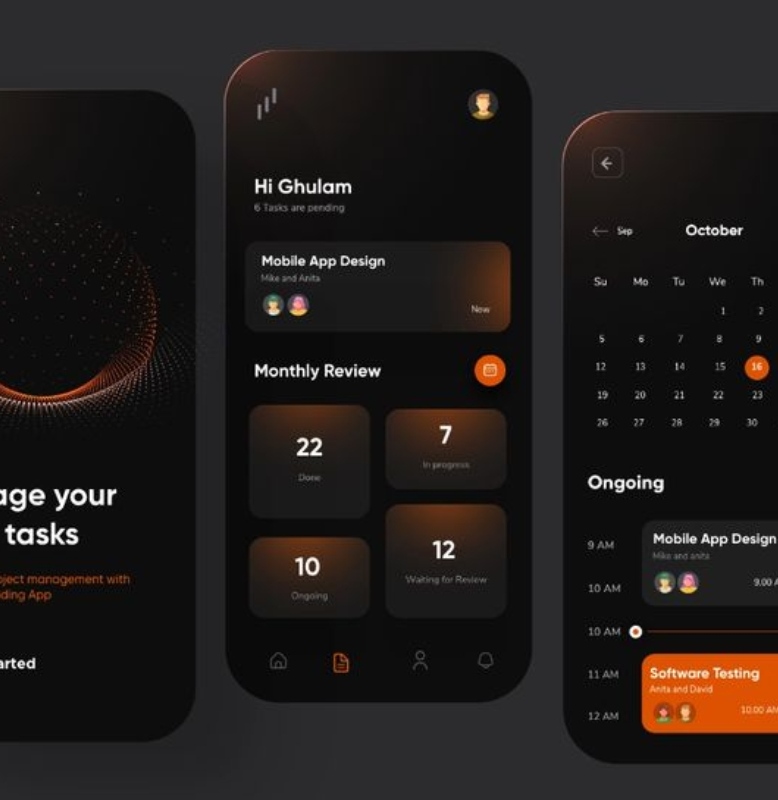 age your
tasks
ject management with
ding App
arted
Hi Ghulam
6 Tasks are pending
Mobile App Design
Mike and Anita
Now
Monthly Review
22
Done
7
In progress
10
Ongoing
12
Waiting for Review
Sep
October
Su Mo Tu We Th
1 2
5 6 7 8 9
12 13 14 15 16
19 20 21 22 23
26 27 28 29 30
Ongoing
9 AM
Mobile App Design
Mike and anita
9.00 A
10 AM
10 AM
11 AM
Software Testing
Anita and David
10.00 AM
12 AM